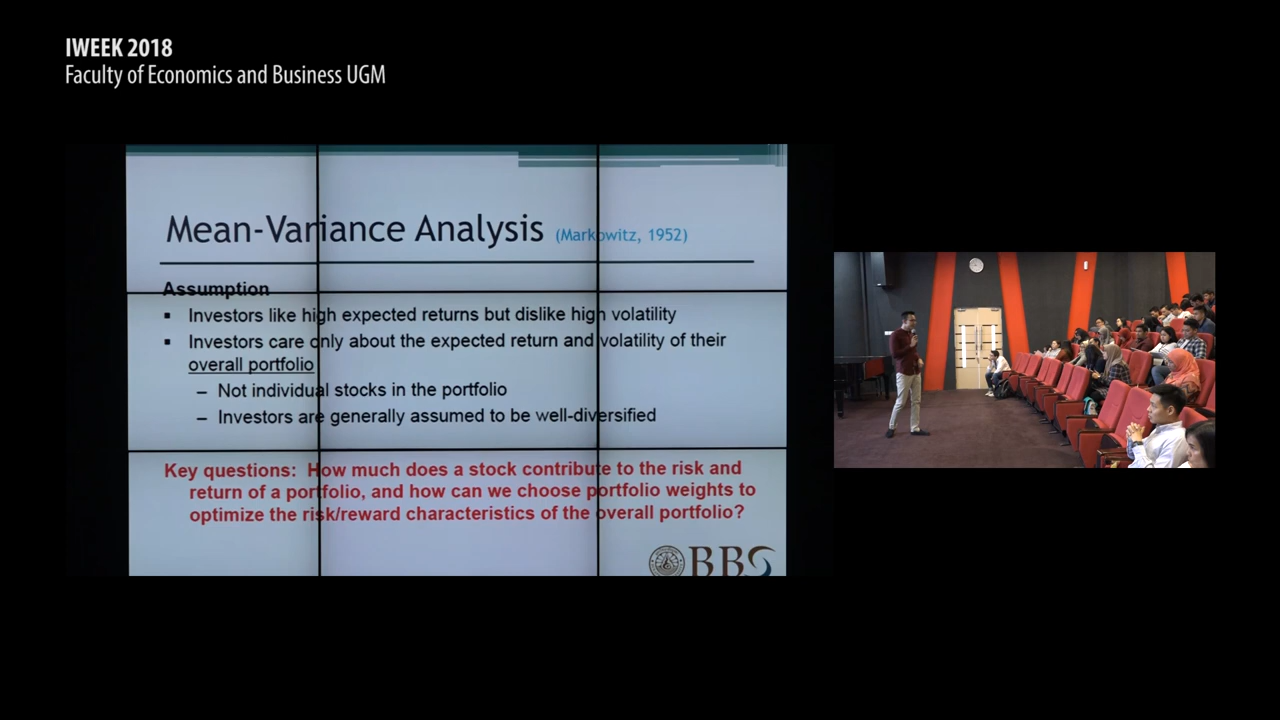 IWEEK 2018
Faculty of Economics and Business UGM
Mean-Variance Analysis (Markowitz, 1952)
Assumption
▪ Investors like high expected returns but dislike high volatility
▪ Investors care only about the expected return and volatility of their
overall portfolio
– Not individual stocks in the portfolio
– Investors are generally assumed to be well-diversified
Key questions: How much does a stock contribute to the risk and
return of a portfolio, and how can we choose portfolio weights to
optimize the risk/reward characteristics of the overall portfolio?
BBS